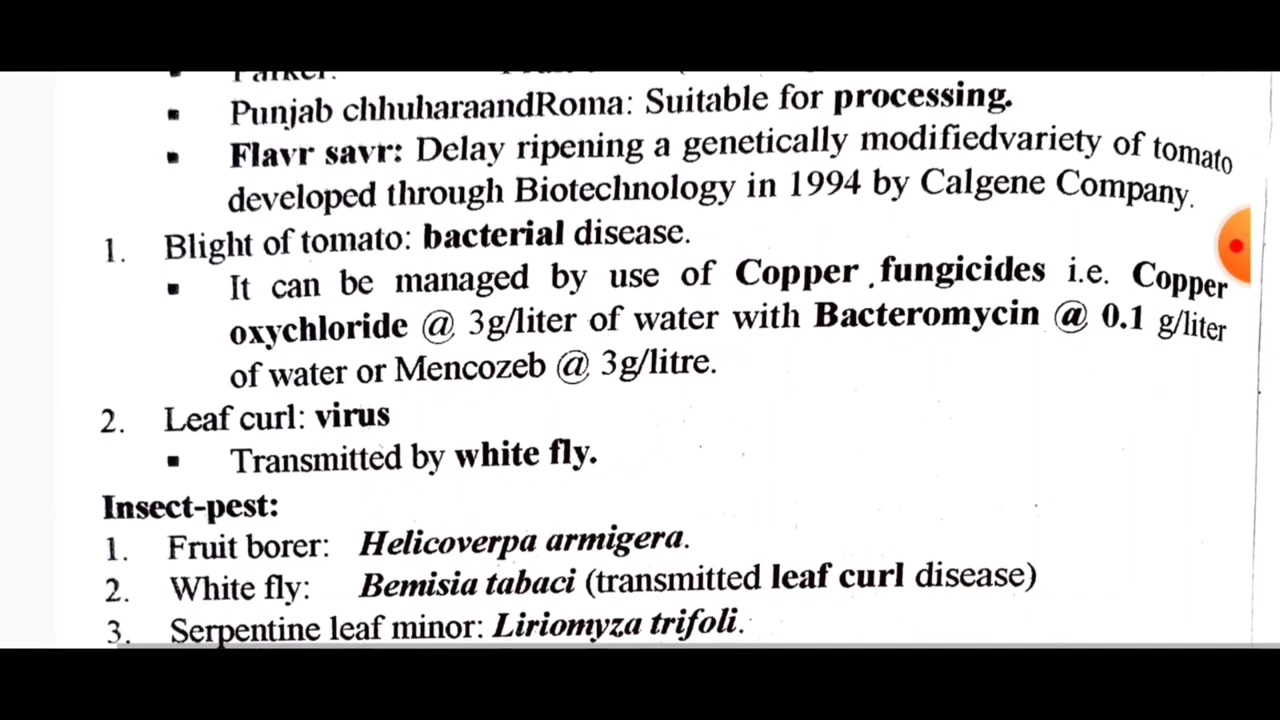 ▪ Punjab chhuharaandRoma: Suitable for processing.
▪ Flavr savr: Delay ripening a genetically modifiedvariety of tomato
developed through Biotechnology in 1994 by Calgene Company.
1. Blight of tomato: bacterial disease.
▪ It can be managed by use of Copper fungicides i.e. Copper
oxychloride @ 3g/liter of water with Bacteromycin @ 0.1 g/liter
of water or Mencozeb @ 3g/litre.
2. Leaf curl: virus
▪ Transmitted by white fly.
Insect-pest:
1. Fruit borer: Helicoverpa armigera.
2. White fly: Bemisia tabaci (transmitted leaf curl disease)
3. Serpentine leaf minor: Liriomyza trifoli.